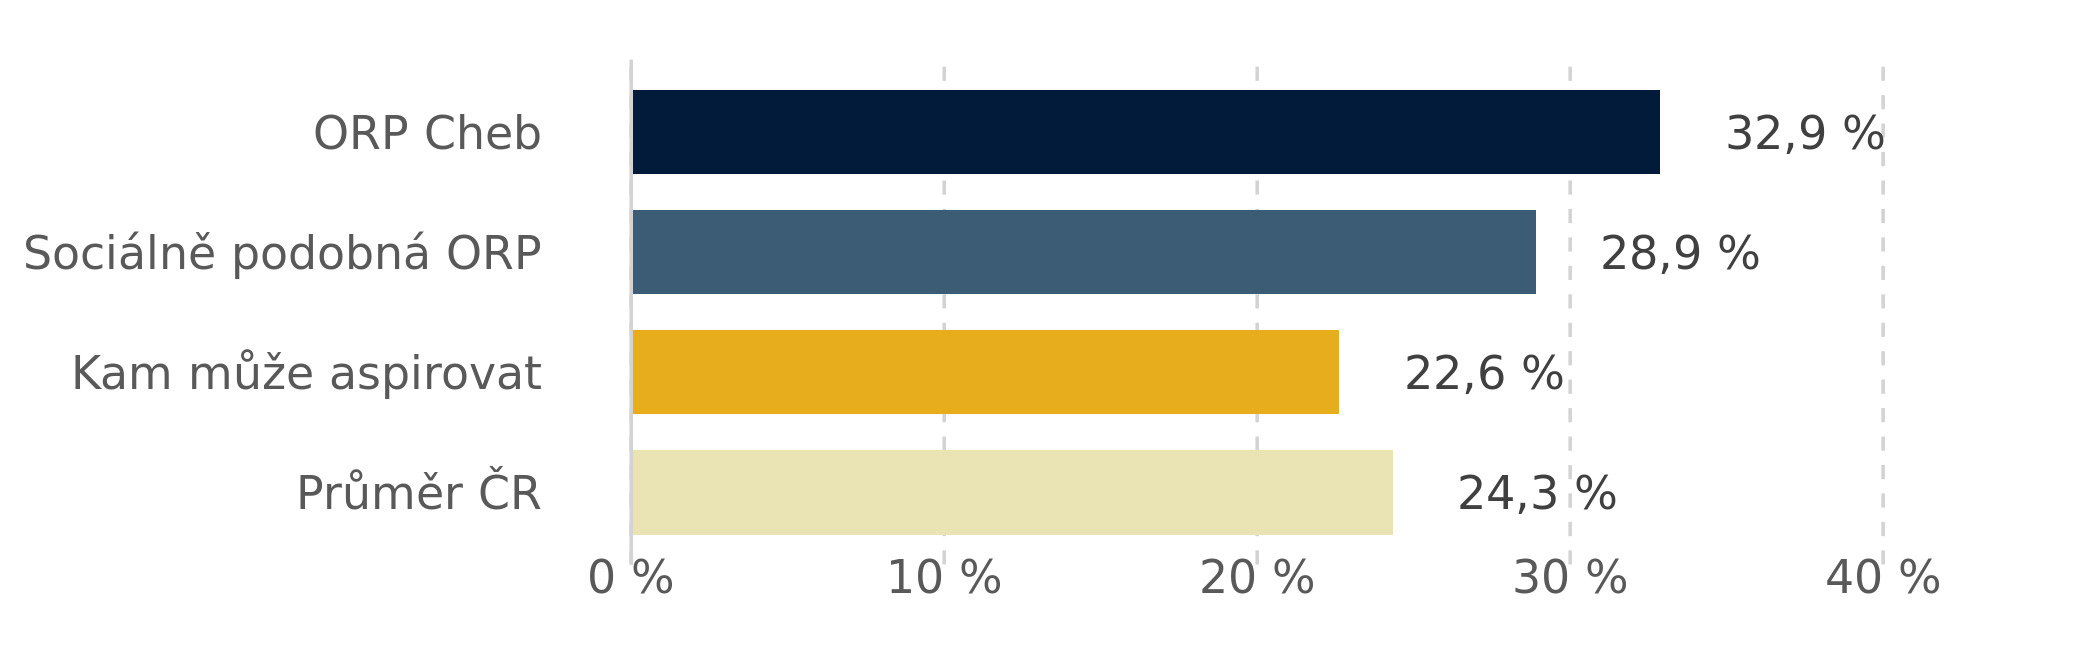 ORP Cheb 32,9 %
Sociálně podobná ORP 28,9 %
Kam může aspirovat 22,6 %
Průměr ČR 24,3 %
0 % 10 % 20 % 30 % 40 %